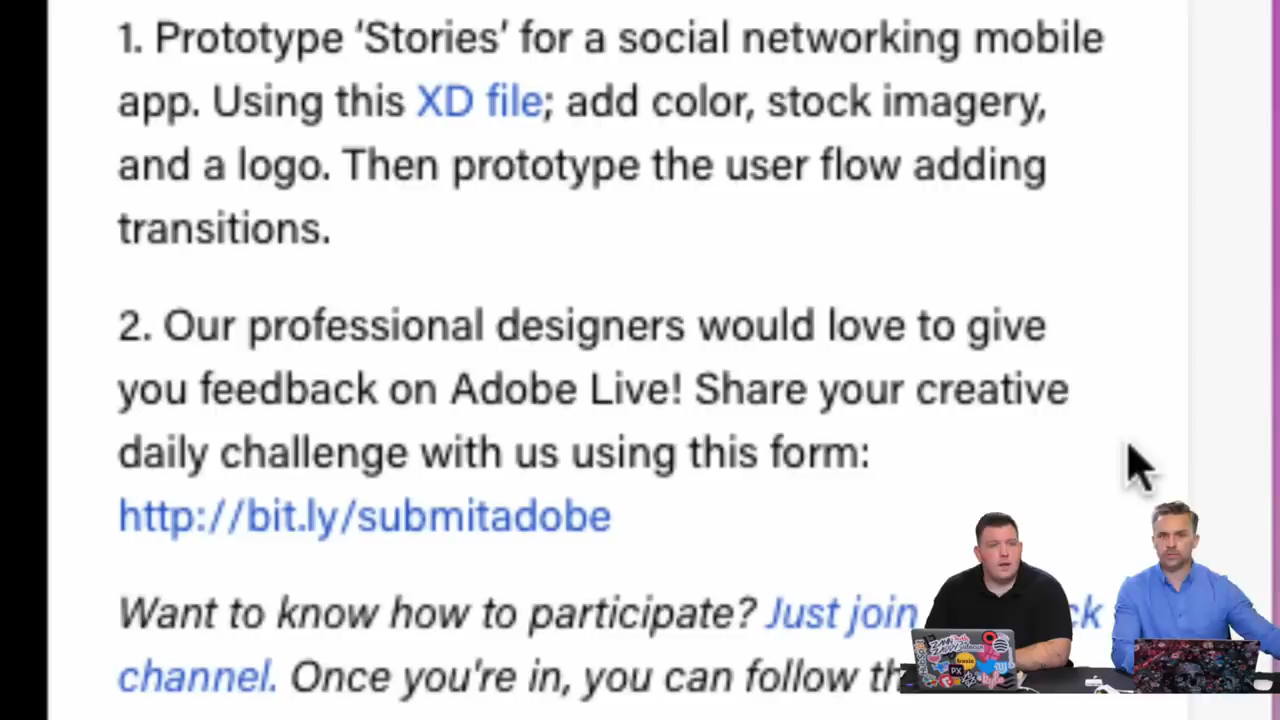 1. Prototype ‘Stories’ for a social networking mobile
app. Using this XD file; add color, stock imagery,
and a logo. Then prototype the user flow adding
transitions.
2. Our professional designers would love to give
you feedback on Adobe Live! Share your creative
daily challenge with us using this form:
http://bit.ly/submitadobe
Want to know how to participate? Just join
channel. Once you're in, you can follow
basic
PX